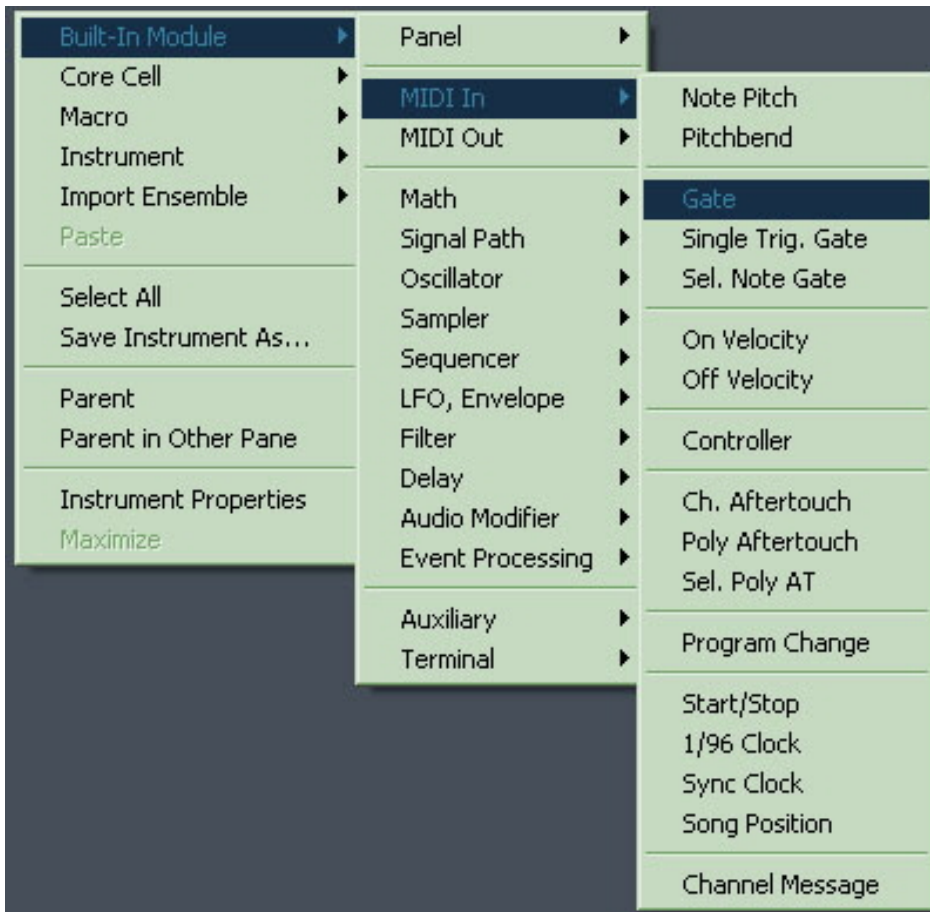 Built-In Module
Core Cell
Macro
Instrument
Import Ensemble
Paste
Select All
Save Instrument As...
Parent
Parent in Other Pane
Instrument Properties
Maximize
Panel
MIDI In
MIDI Out
Math
Signal Path
Oscillator
Sampler
Sequencer
LFO, Envelope
Filter
Delay
Audio Modifier
Event Processing
Auxiliary
Terminal
Note Pitch
Pitchbend
Gate
Single Trig. Gate
Sel. Note Gate
On Velocity
Off Velocity
Controller
Ch. Aftertouch
Poly Aftertouch
Sel. Poly AT
Program Change
Start/Stop
1/96 Clock
Sync Clock
Song Position
Channel Message